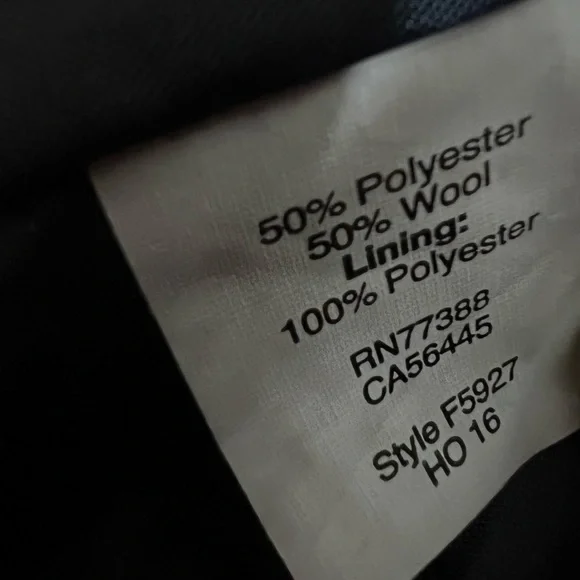 50% Polyester
50% Wool
Lining:
100% Polyester
RN77388
CA56445
Style F5927
HO 16